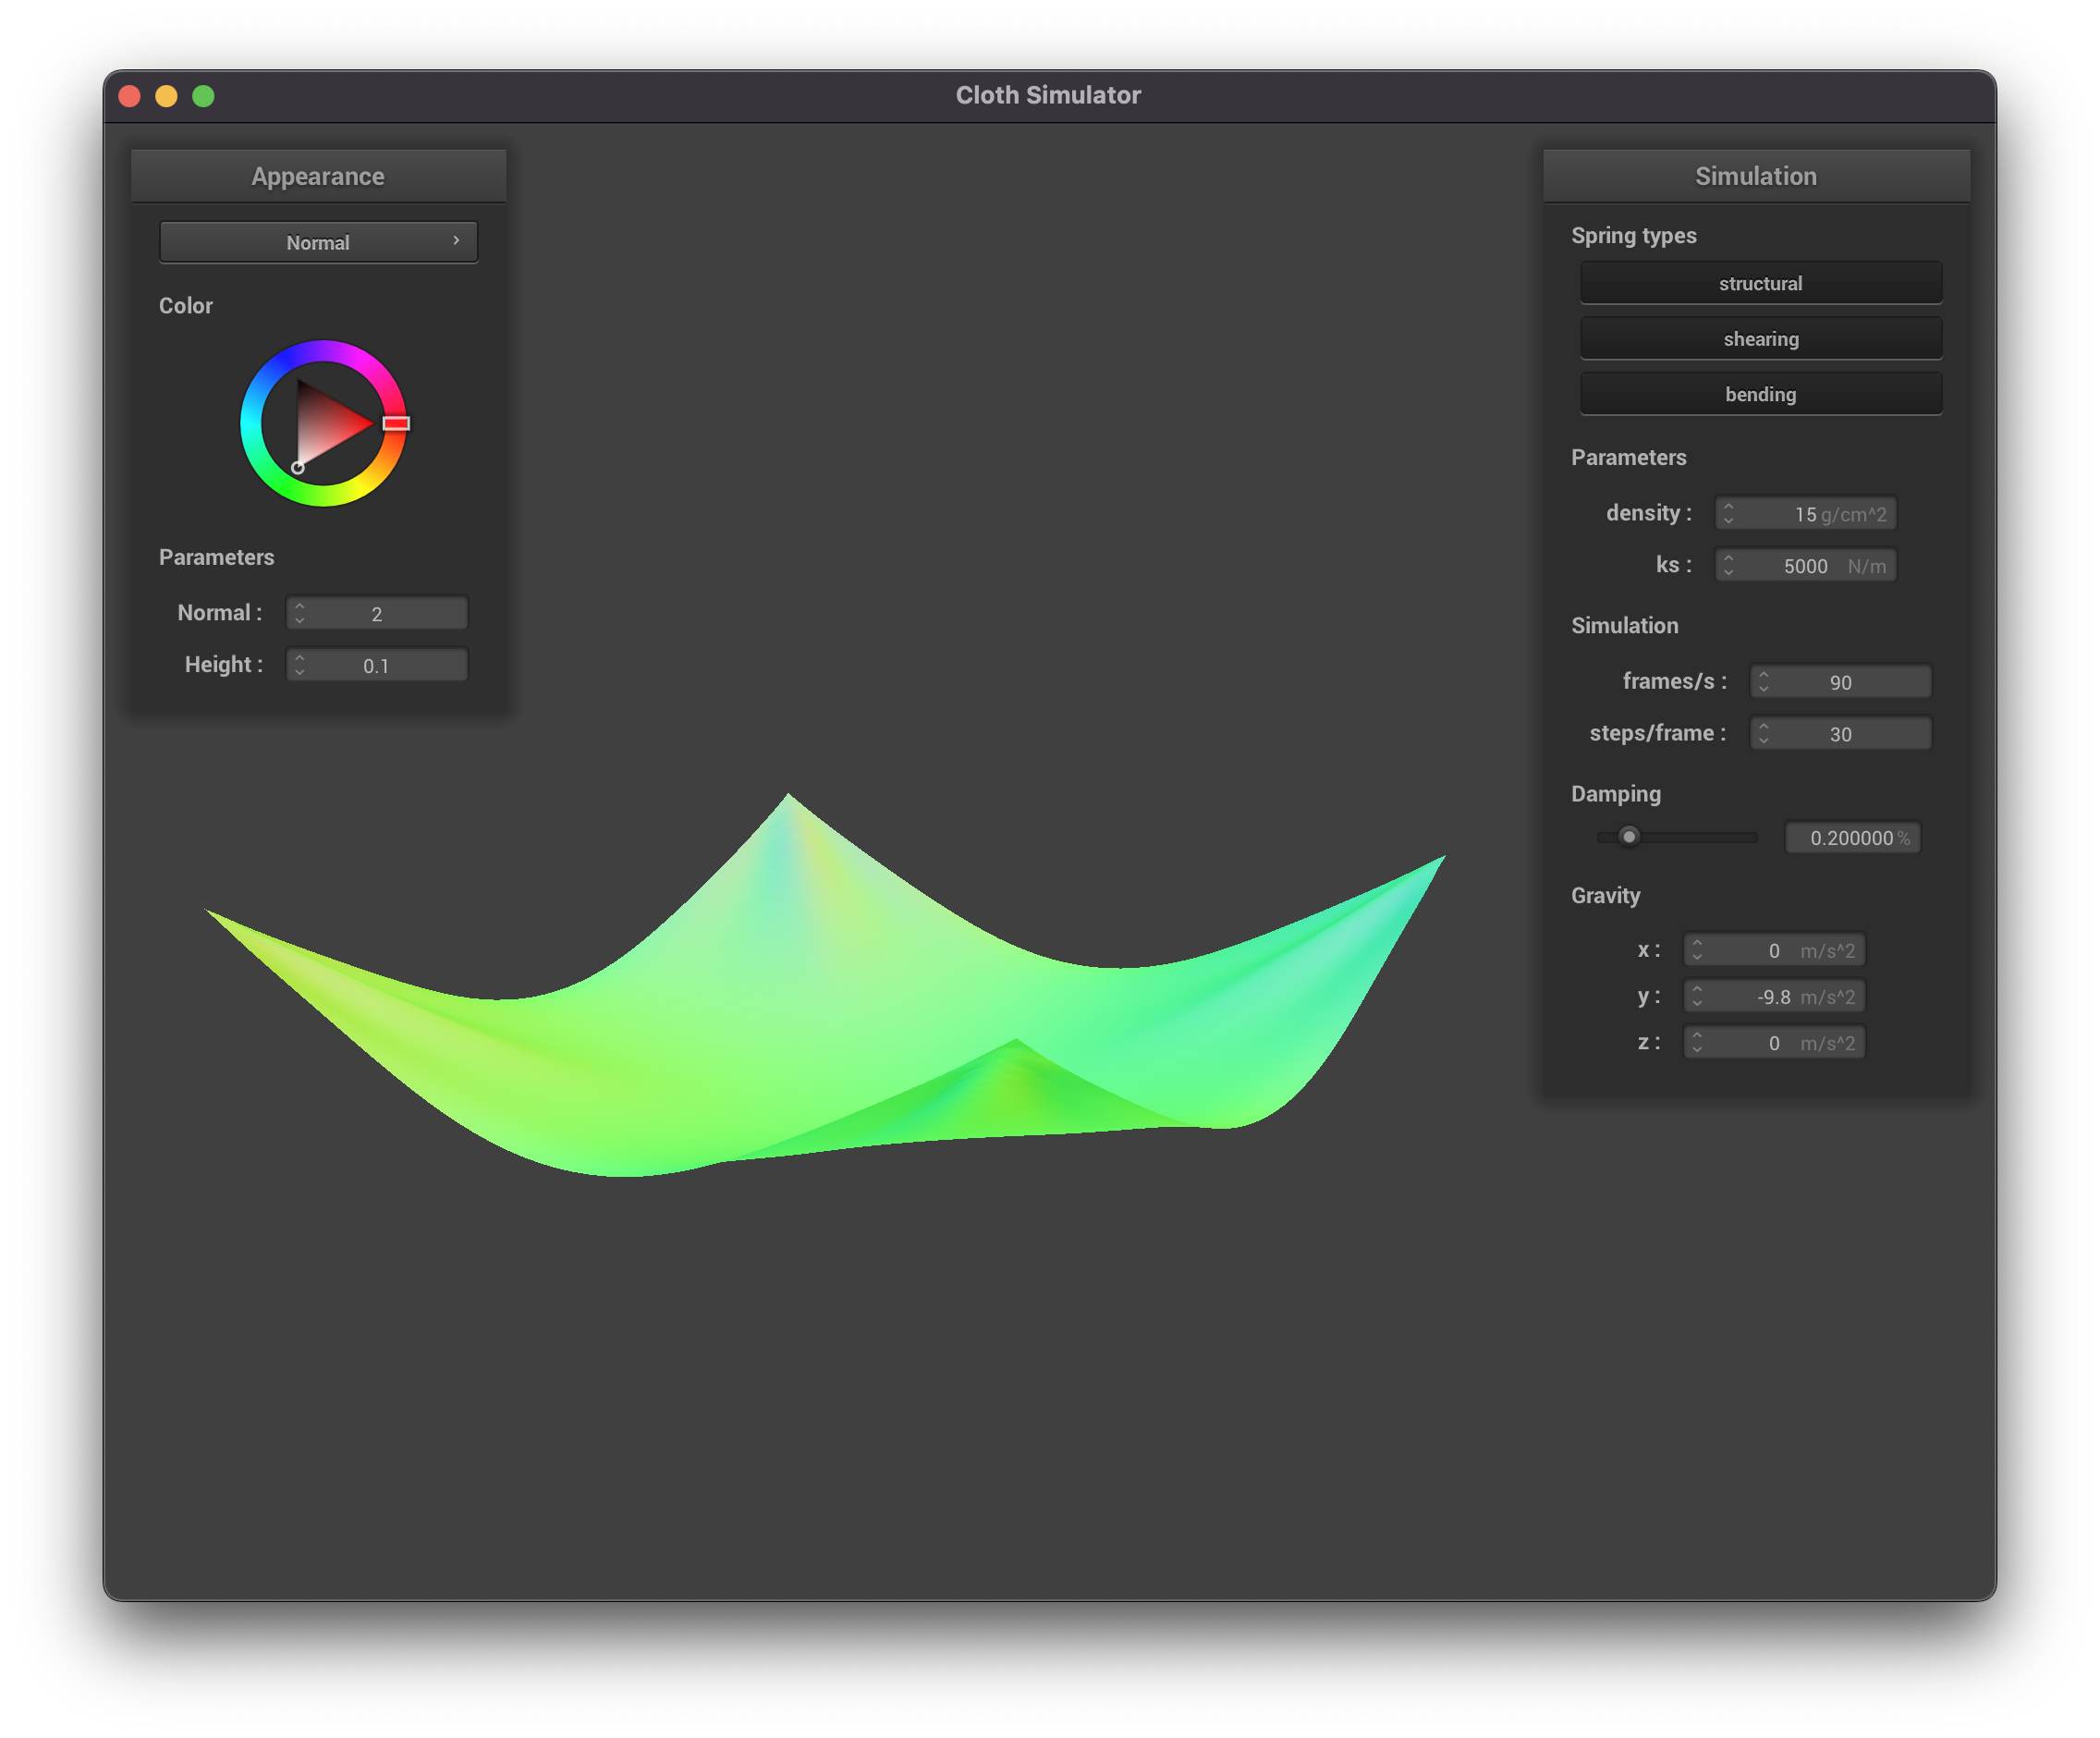 Cloth Simulator
Appearance
Normal
Color
Parameters
Normal : 2
Height : 0.1
Simulation
Spring types
structural
shearing
bending
Parameters
density : 15 g/cm^2
ks : 5000 N/m
Simulation
frames/s : 90
steps/frame : 30
Damping
0.200000 %
Gravity
x : 0 m/s^2
y : -9.8 m/s^2
z : 0 m/s^2